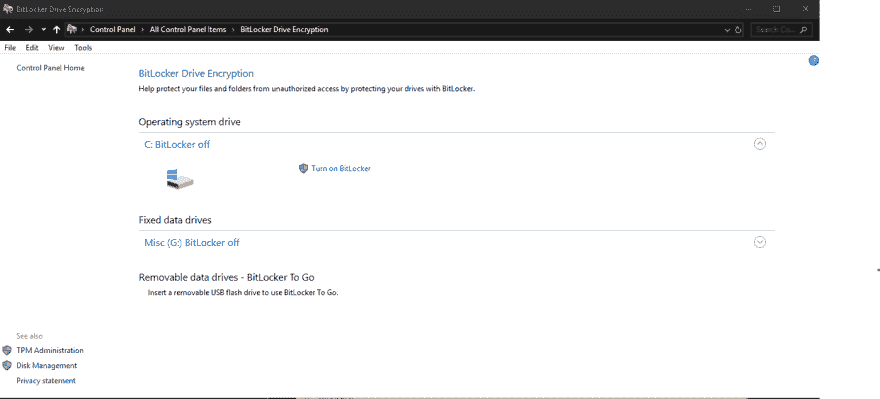 BitLocker Drive Encryption
Control Panel All Control Panel Items BitLocker Drive Encryption Search Co...
File Edit View Tools
Control Panel Home
BitLocker Drive Encryption
Help protect your files and folders from unauthorized access by protecting your drives with BitLocker.
Operating system drive
C: BitLocker off
Turn on BitLocker
Fixed data drives
Misc (G:) BitLocker off
Removable data drives - BitLocker To Go
Insert a removable USB flash drive to use BitLocker To Go.
See also
TPM Administration
Disk Management
Privacy statement